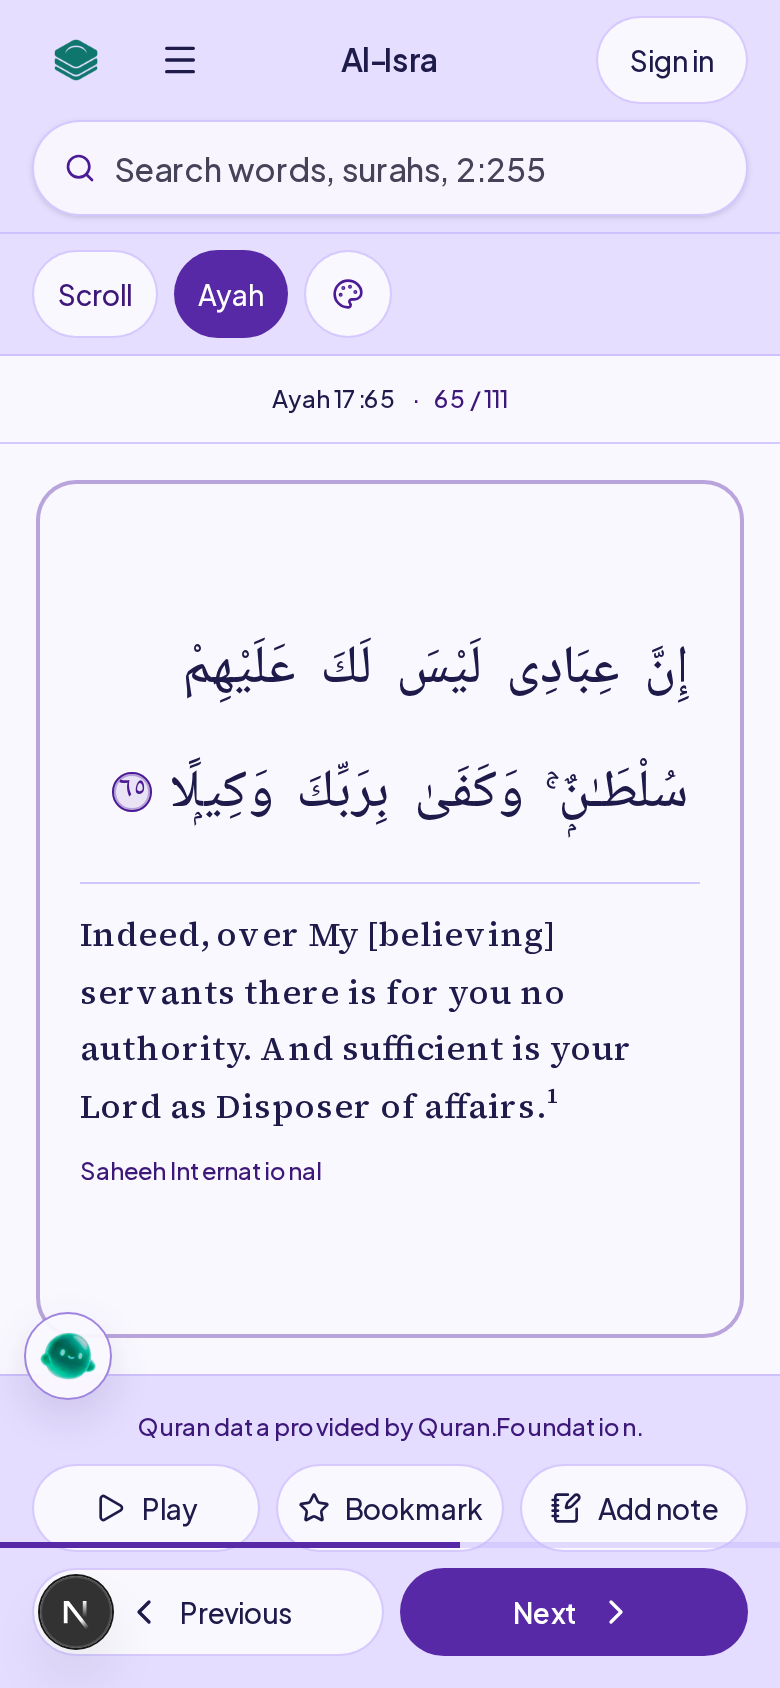 Al-Isra
Sign in
Search words, surahs, 2:255
Scroll
Ayah
Ayah 17:65 · 65 / 111
إِنَّ عِبَادِى لَيْسَ لَكَ عَلَيْهِمْ
سُلْطَـٰنٌۭ ۚ وَكَفَىٰ بِرَبِّكَ وَكِيلًۭا ٦٥
Indeed, over My [believing]
servants there is for you no
authority. And sufficient is your
Lord as Disposer of affairs.¹
Saheeh International
Quran data provided by Quran.Foundation.
Play
Bookmark
Add note
N
Previous
Next